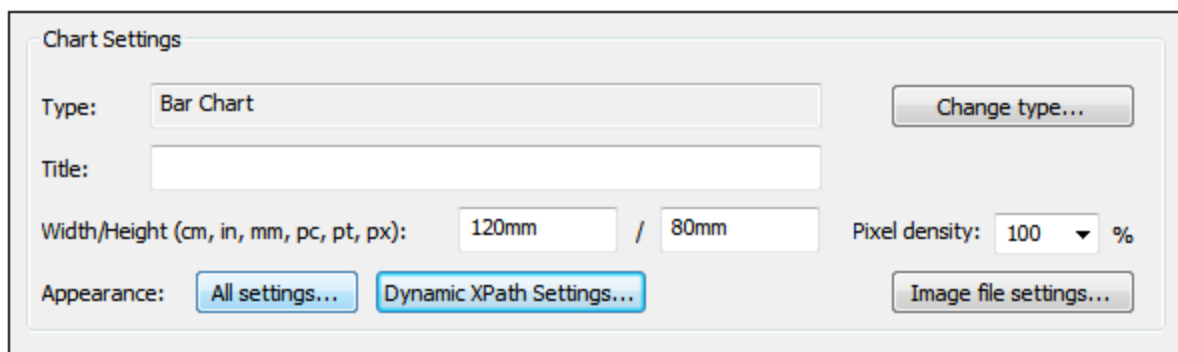 Chart Settings
Type: Bar Chart Change type...
Title:
Width/Height (cm, in, mm, pc, pt, px): 120mm / 80mm Pixel density: 100 %
Appearance: All settings... Dynamic XPath Settings... Image file settings...